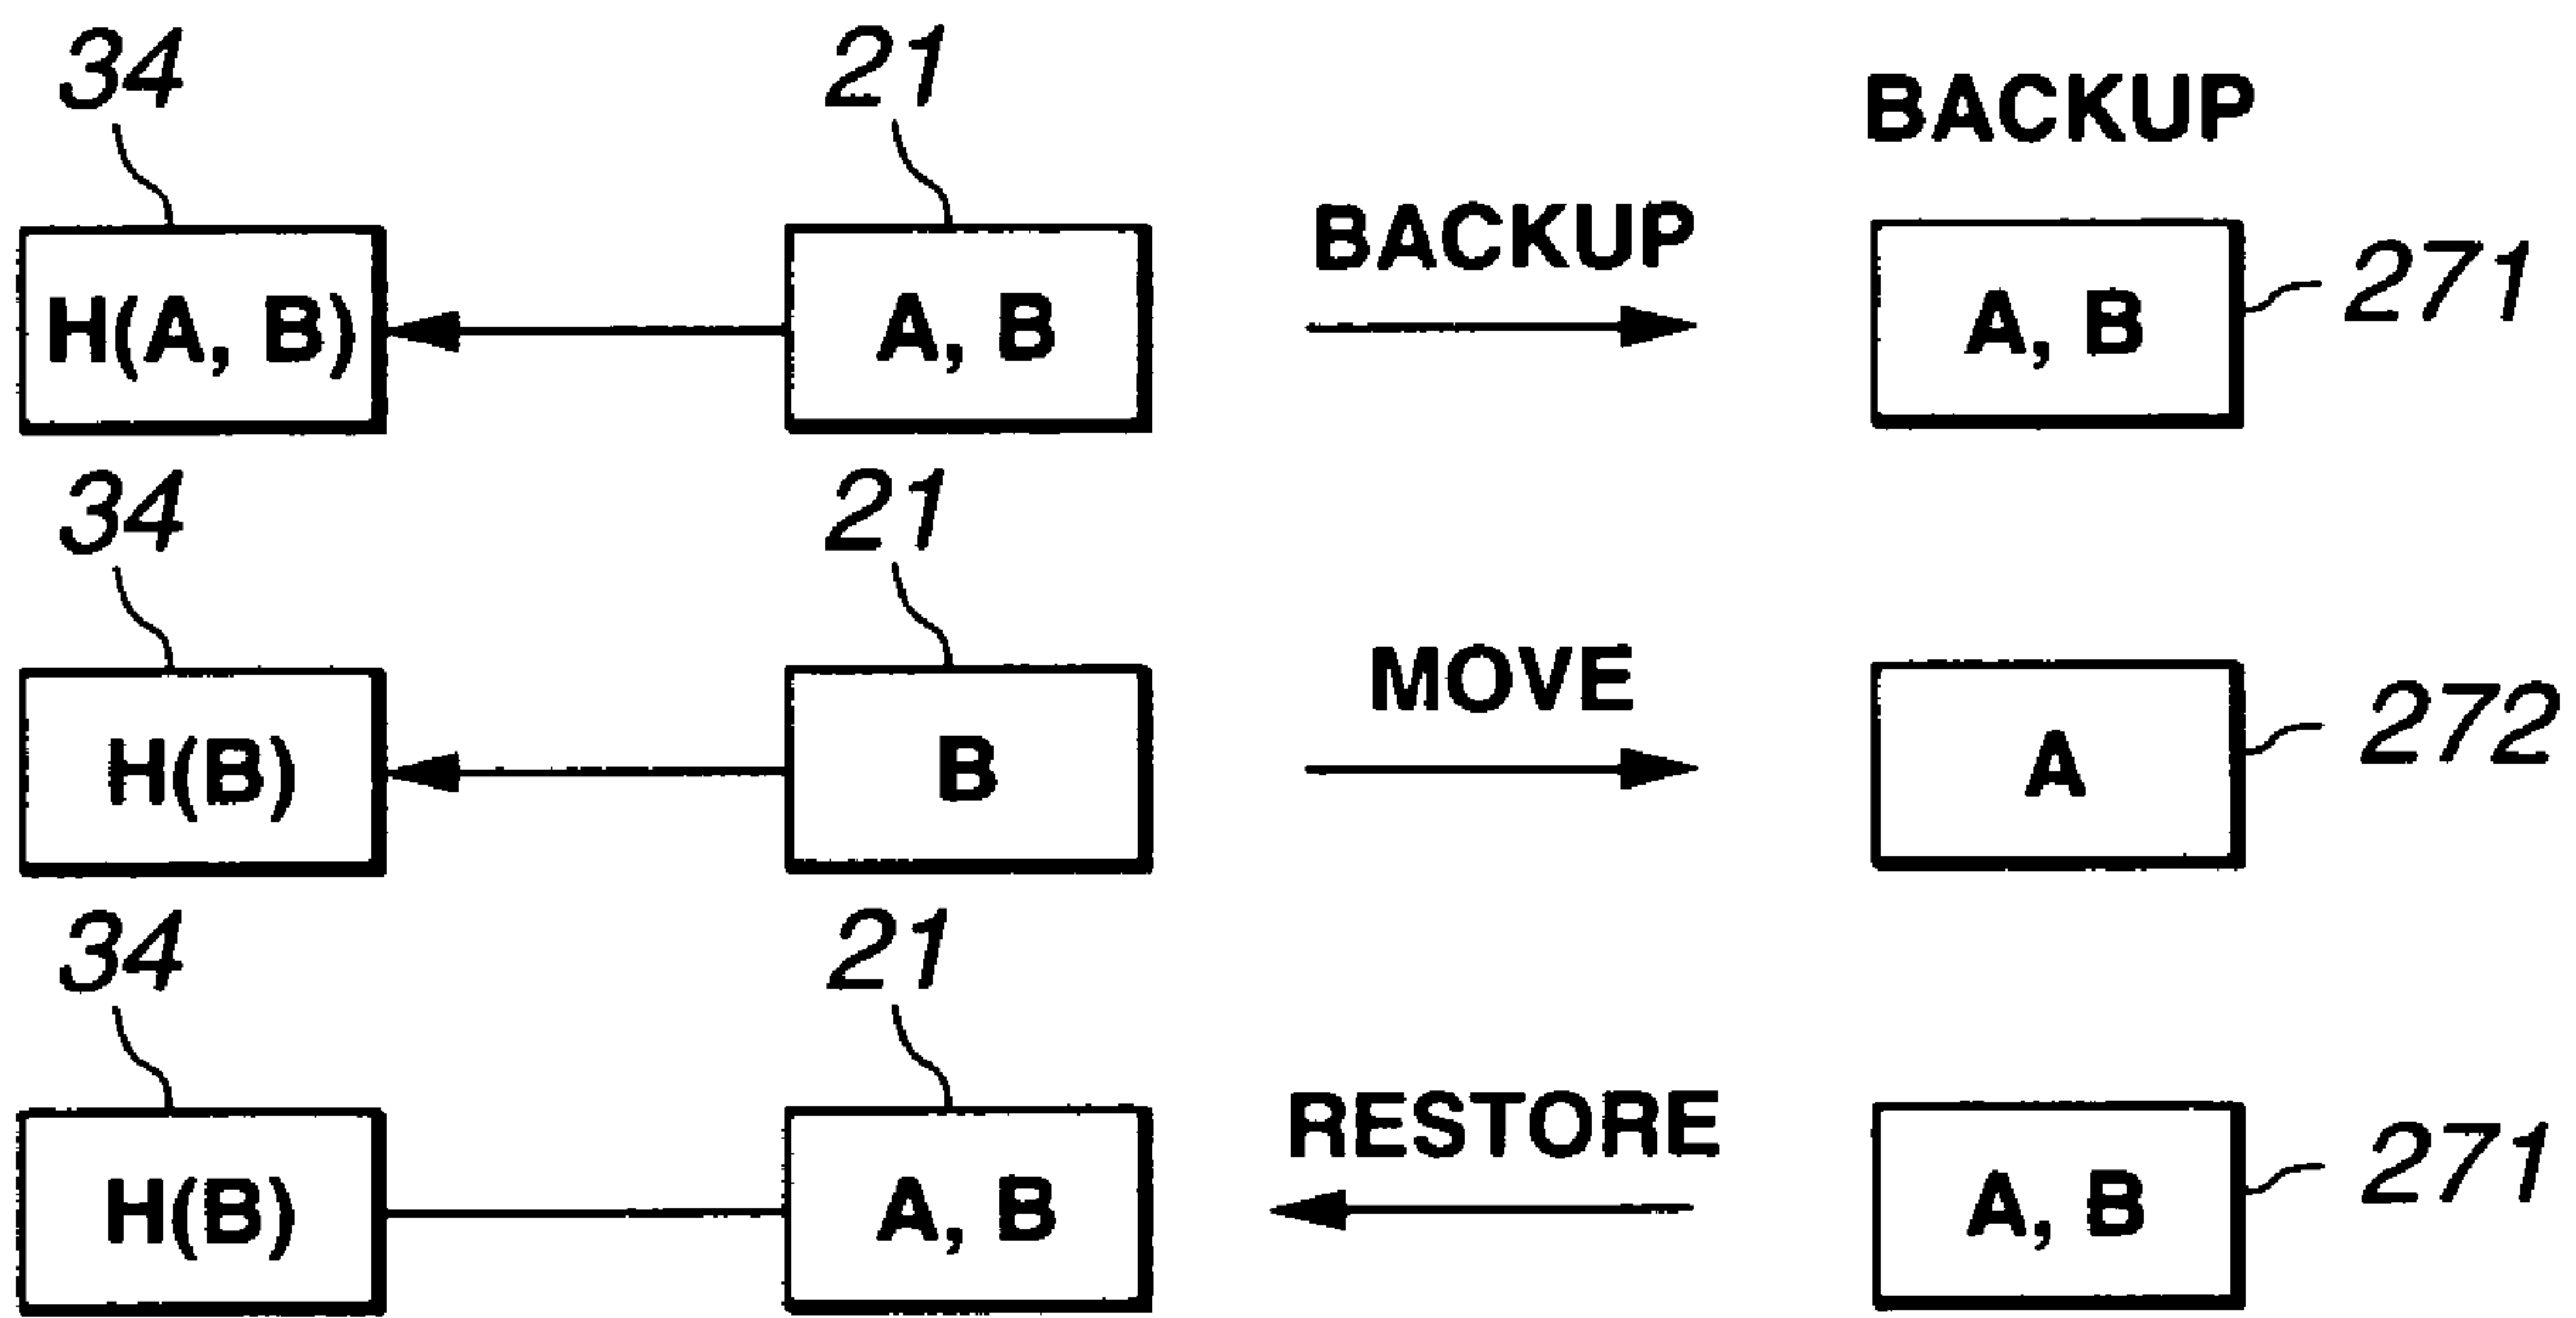 34
21
BACKUP
BACKUP
H(A, B)
A, B
A, B
271
34
21
MOVE
H(B)
B
A
272
34
21
RESTORE
H(B)
A, B
A, B
271